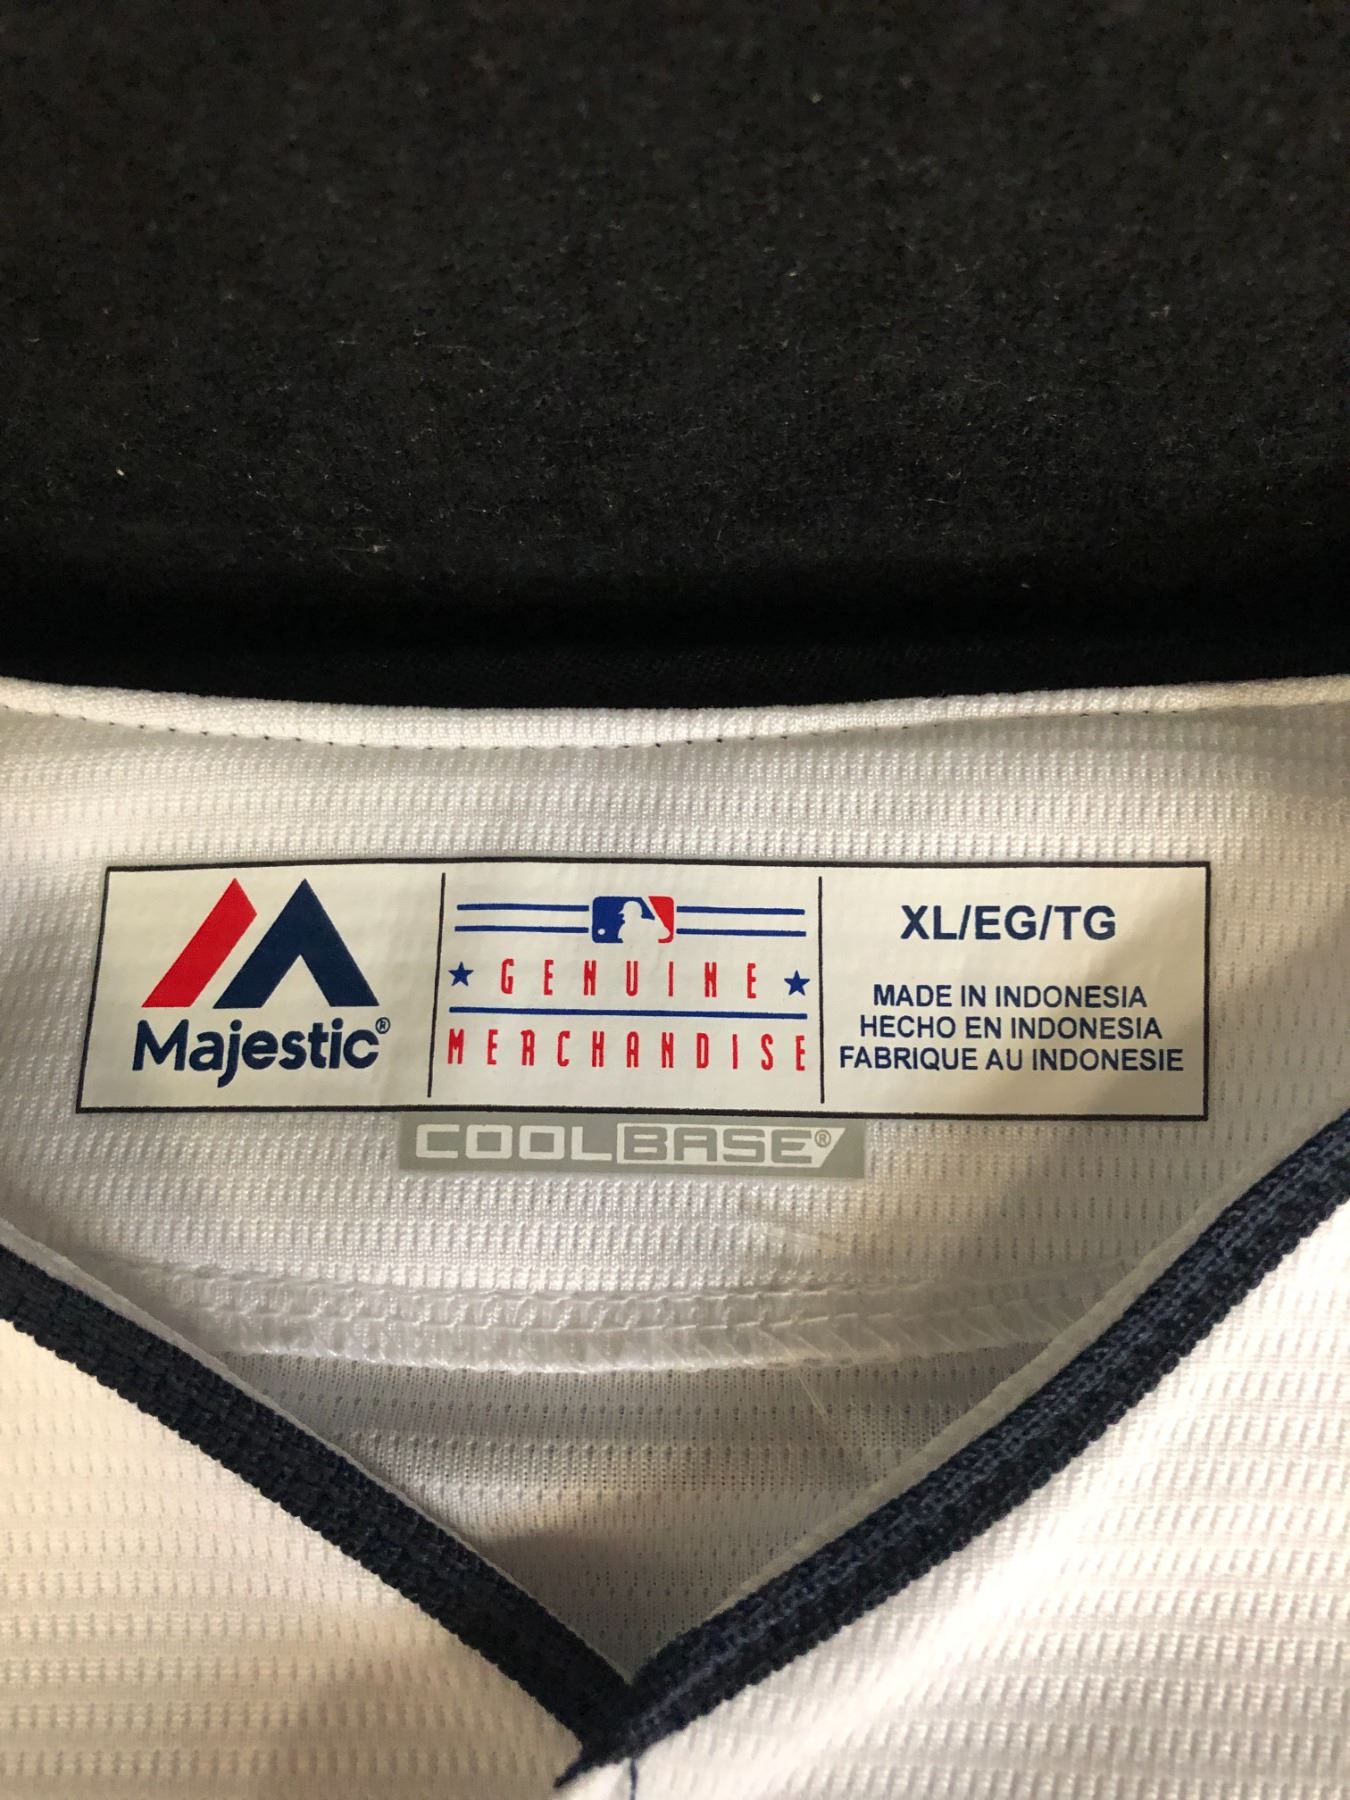 Majestic®
GENUINE
MERCHANDISE
XL/EG/TG
MADE IN INDONESIA
HECHO EN INDONESIA
FABRIQUE AU INDONESIE
COOLBASE®